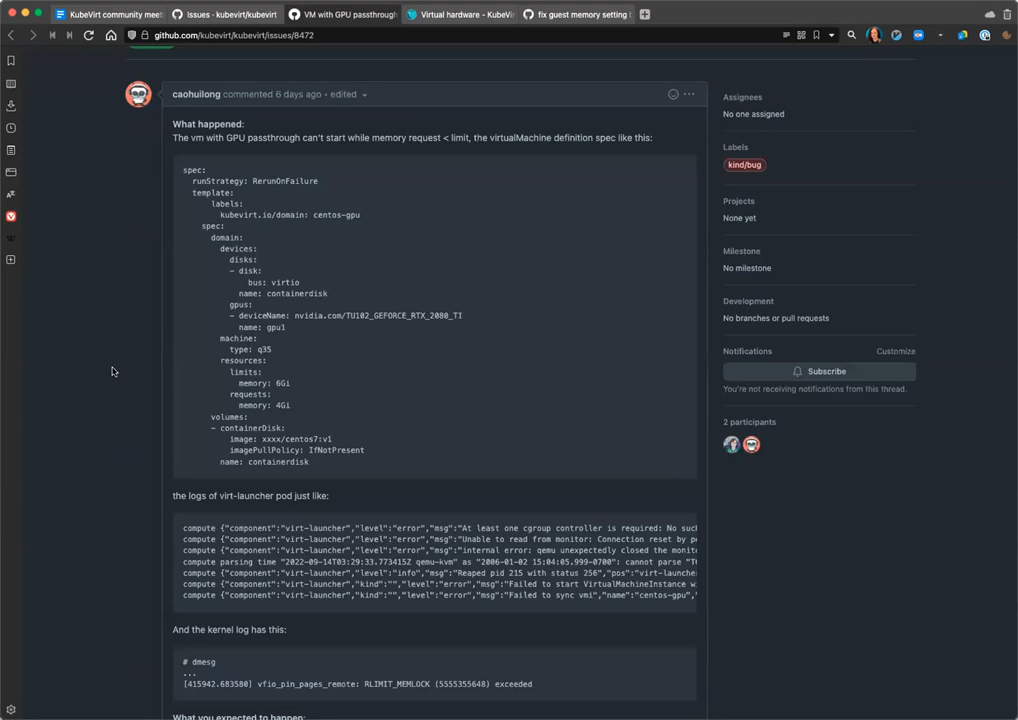 KubeVirt community meeti
Issues · kubevirt/kubevirt
VM with GPU passthrough
Virtual hardware - KubeVi
fix guest memory setting b
github.com/kubevirt/kubevirt/issues/8472
caohuilong commented 6 days ago • edited
What happened:
The vm with GPU passthrough can't start while memory request < limit, the virtualMachine definition spec like this:
spec:
runStrategy: RerunOnFailure
template:
labels:
kubevirt.io/domain: centos-gpu
spec:
domain:
devices:
disks:
- disk:
bus: virtio
name: containerdisk
gpus:
- deviceName: nvidia.com/TU102_GEFORCE_RTX_2080_TI
name: gpu1
machine:
type: q35
resources:
limits:
memory: 6Gi
requests:
memory: 4Gi
volumes:
- containerDisk:
image: xxxx/centos7:v1
imagePullPolicy: IfNotPresent
name: containerdisk
the logs of virt-launcher pod just like:
compute {"component":"virt-launcher","level":"error","msg":"At least one cgroup controller is required: No suc
compute {"component":"virt-launcher","level":"error","msg":"Unable to read from monitor: Connection reset by p
compute {"component":"virt-launcher","level":"error","msg":"internal error: qemu unexpectedly closed the monit
compute parsing time "2022-09-14T03:29:33.773415Z qemu-kvm" as "2006-01-02 15:04:05.999-0700": cannot parse "T
compute {"component":"virt-launcher","level":"info","msg":"Reaped pid 215 with status 256","pos":"virt-launche
compute {"component":"virt-launcher","kind":"","level":"error","msg":"Failed to start VirtualMachineInstance w
compute {"component":"virt-launcher","kind":"","level":"error","msg":"Failed to sync vmi","name":"centos-gpu",
And the kernel log has this:
# dmesg
...
[415942.683580] vfio_pin_pages_remote: RLIMIT_MEMLOCK (5555355648) exceeded
What you expected to happen:
Assignees
No one assigned
Labels
kind/bug
Projects
None yet
Milestone
No milestone
Development
No branches or pull requests
Notifications
Customize
Subscribe
You're not receiving notifications from this thread.
2 participants